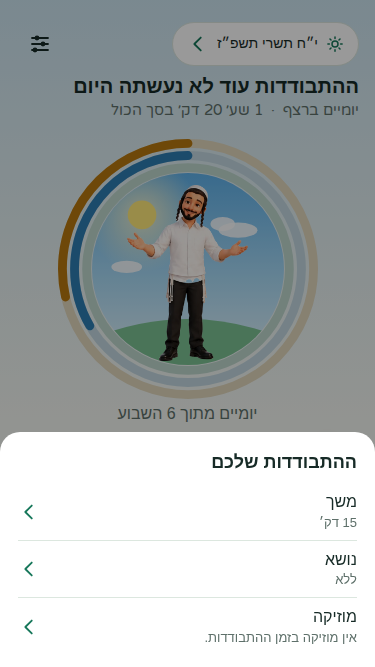 י״ח תשרי תשפ״ז
ההתבודדות עוד לא נעשתה היום
יומיים ברצף · 1 שע׳ 20 דק׳ בסך הכול
יומיים מתוך 6 השבוע
ההתבודדות שלכם
משך
15 דק׳
נושא
ללא
מוזיקה
אין מוזיקה בזמן ההתבודדות.